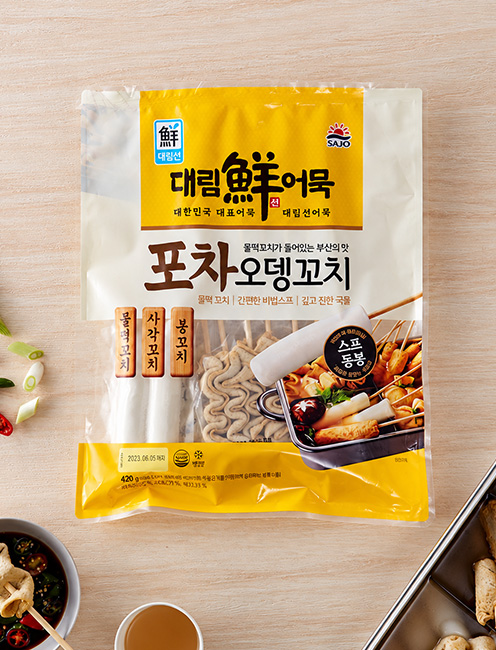 鮮
대림선
SAJO
대림鮮어묵
선
대한민국 대표어묵 대림선어묵
물떡꼬치가 들어있는 부산의 맛
포차오뎅꼬치
물떡 꼬치 | 간편한 비법스프 | 깊고 진한 국물
물떡꼬치
사각꼬치
봉꼬치
스프
동봉
2023.06.05 까지
420 g